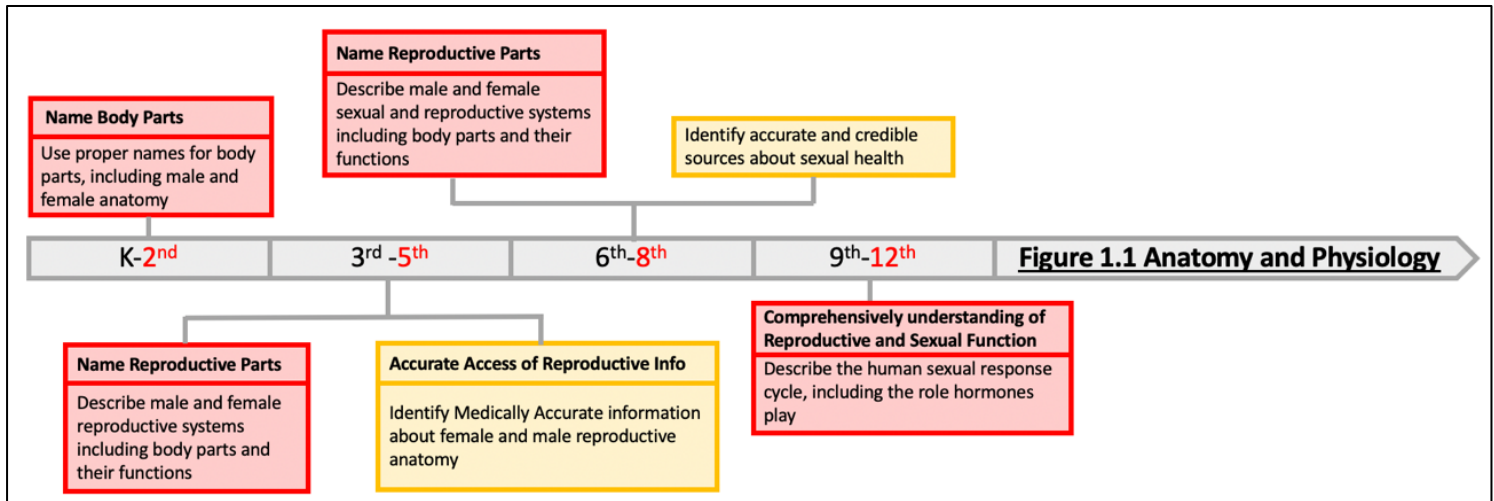 Name Reproductive Parts
Describe male and female
sexual and reproductive systems
including body parts and their
functions
Name Body Parts
Use proper names for body
parts, including male and
female anatomy
Identify accurate and credible
sources about sexual health
K-2nd
3rd -5th
6th-8th
9th-12th
Figure 1.1 Anatomy and Physiology
Name Reproductive Parts
Describe male and female
reproductive systems
including body parts and
their functions
Accurate Access of Reproductive Info
Identify Medically Accurate information
about female and male reproductive
anatomy
Comprehensively understanding of
Reproductive and Sexual Function
Describe the human sexual response
cycle, including the role hormones
play